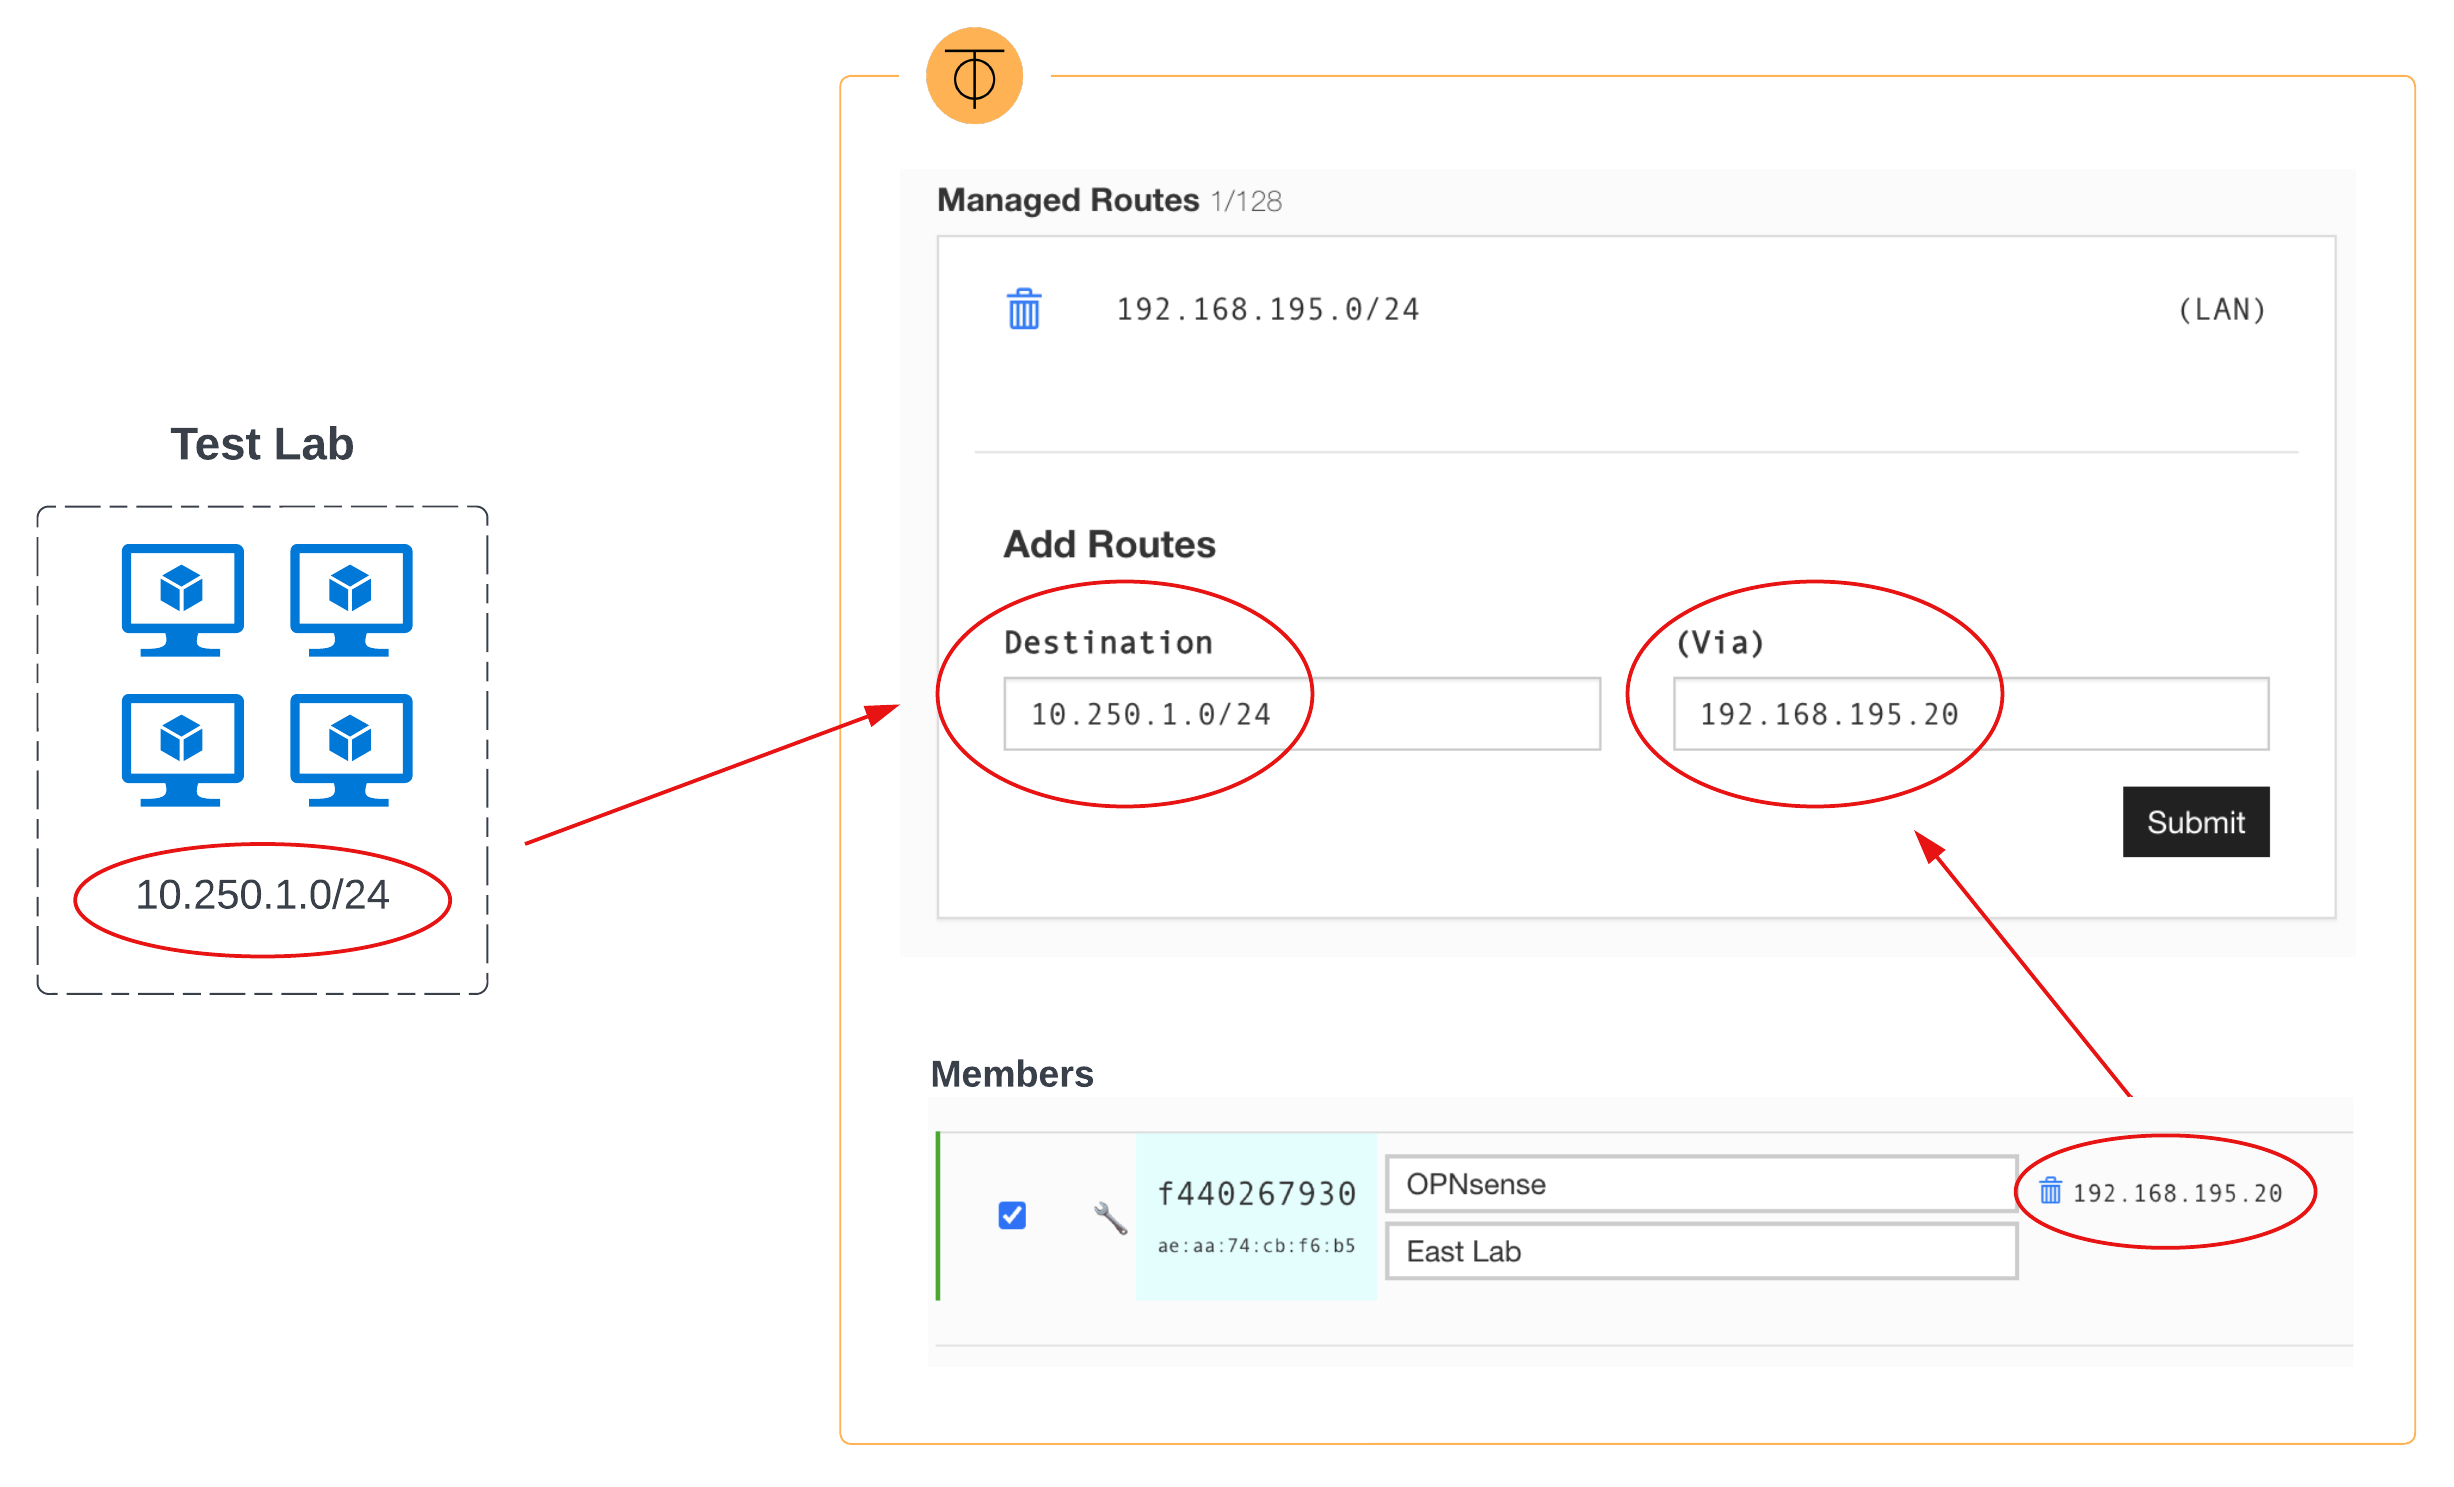 Test Lab
10.250.1.0/24
Managed Routes 1/128
192.168.195.0/24 (LAN)
Add Routes
Destination (Via)
10.250.1.0/24 192.168.195.20
Submit
Members
f440267930
ae:aa:74:cb:f6:b5
OPNsense
East Lab
192.168.195.20